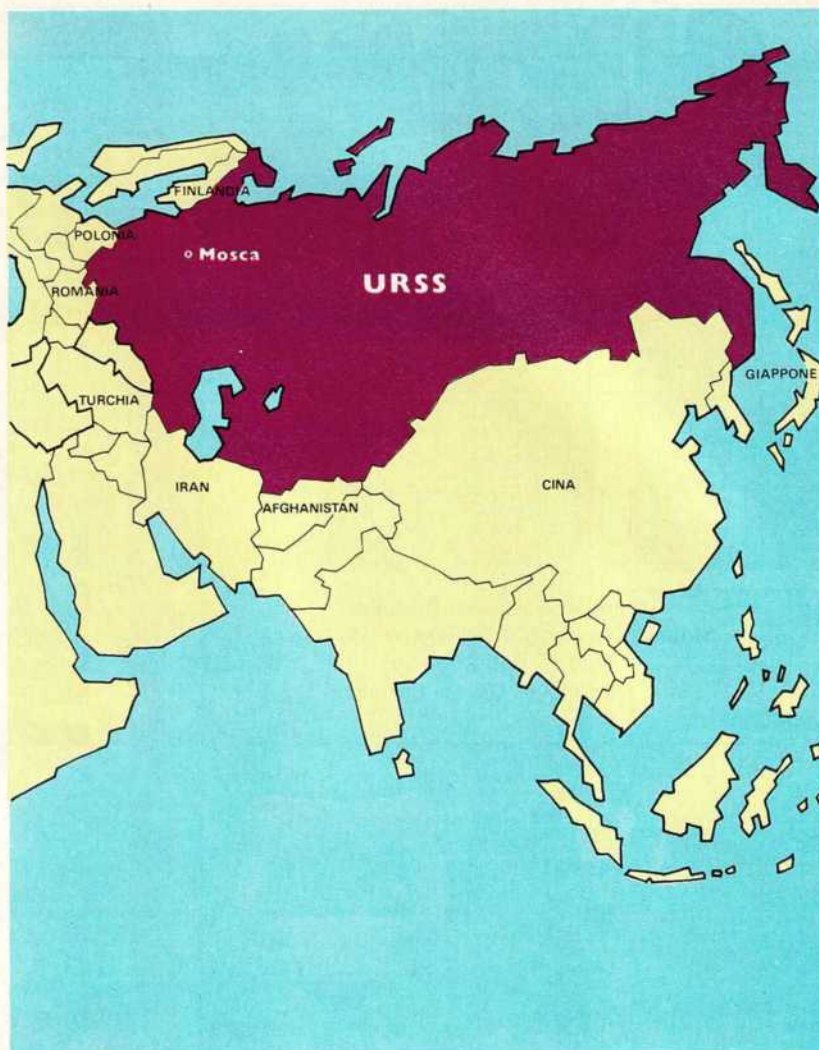 FINLANDIA
POLONIA
Mosca
URSS
ROMANIA
GIAPPONE
TURCHIA
IRAN
CINA
AFGHANISTAN